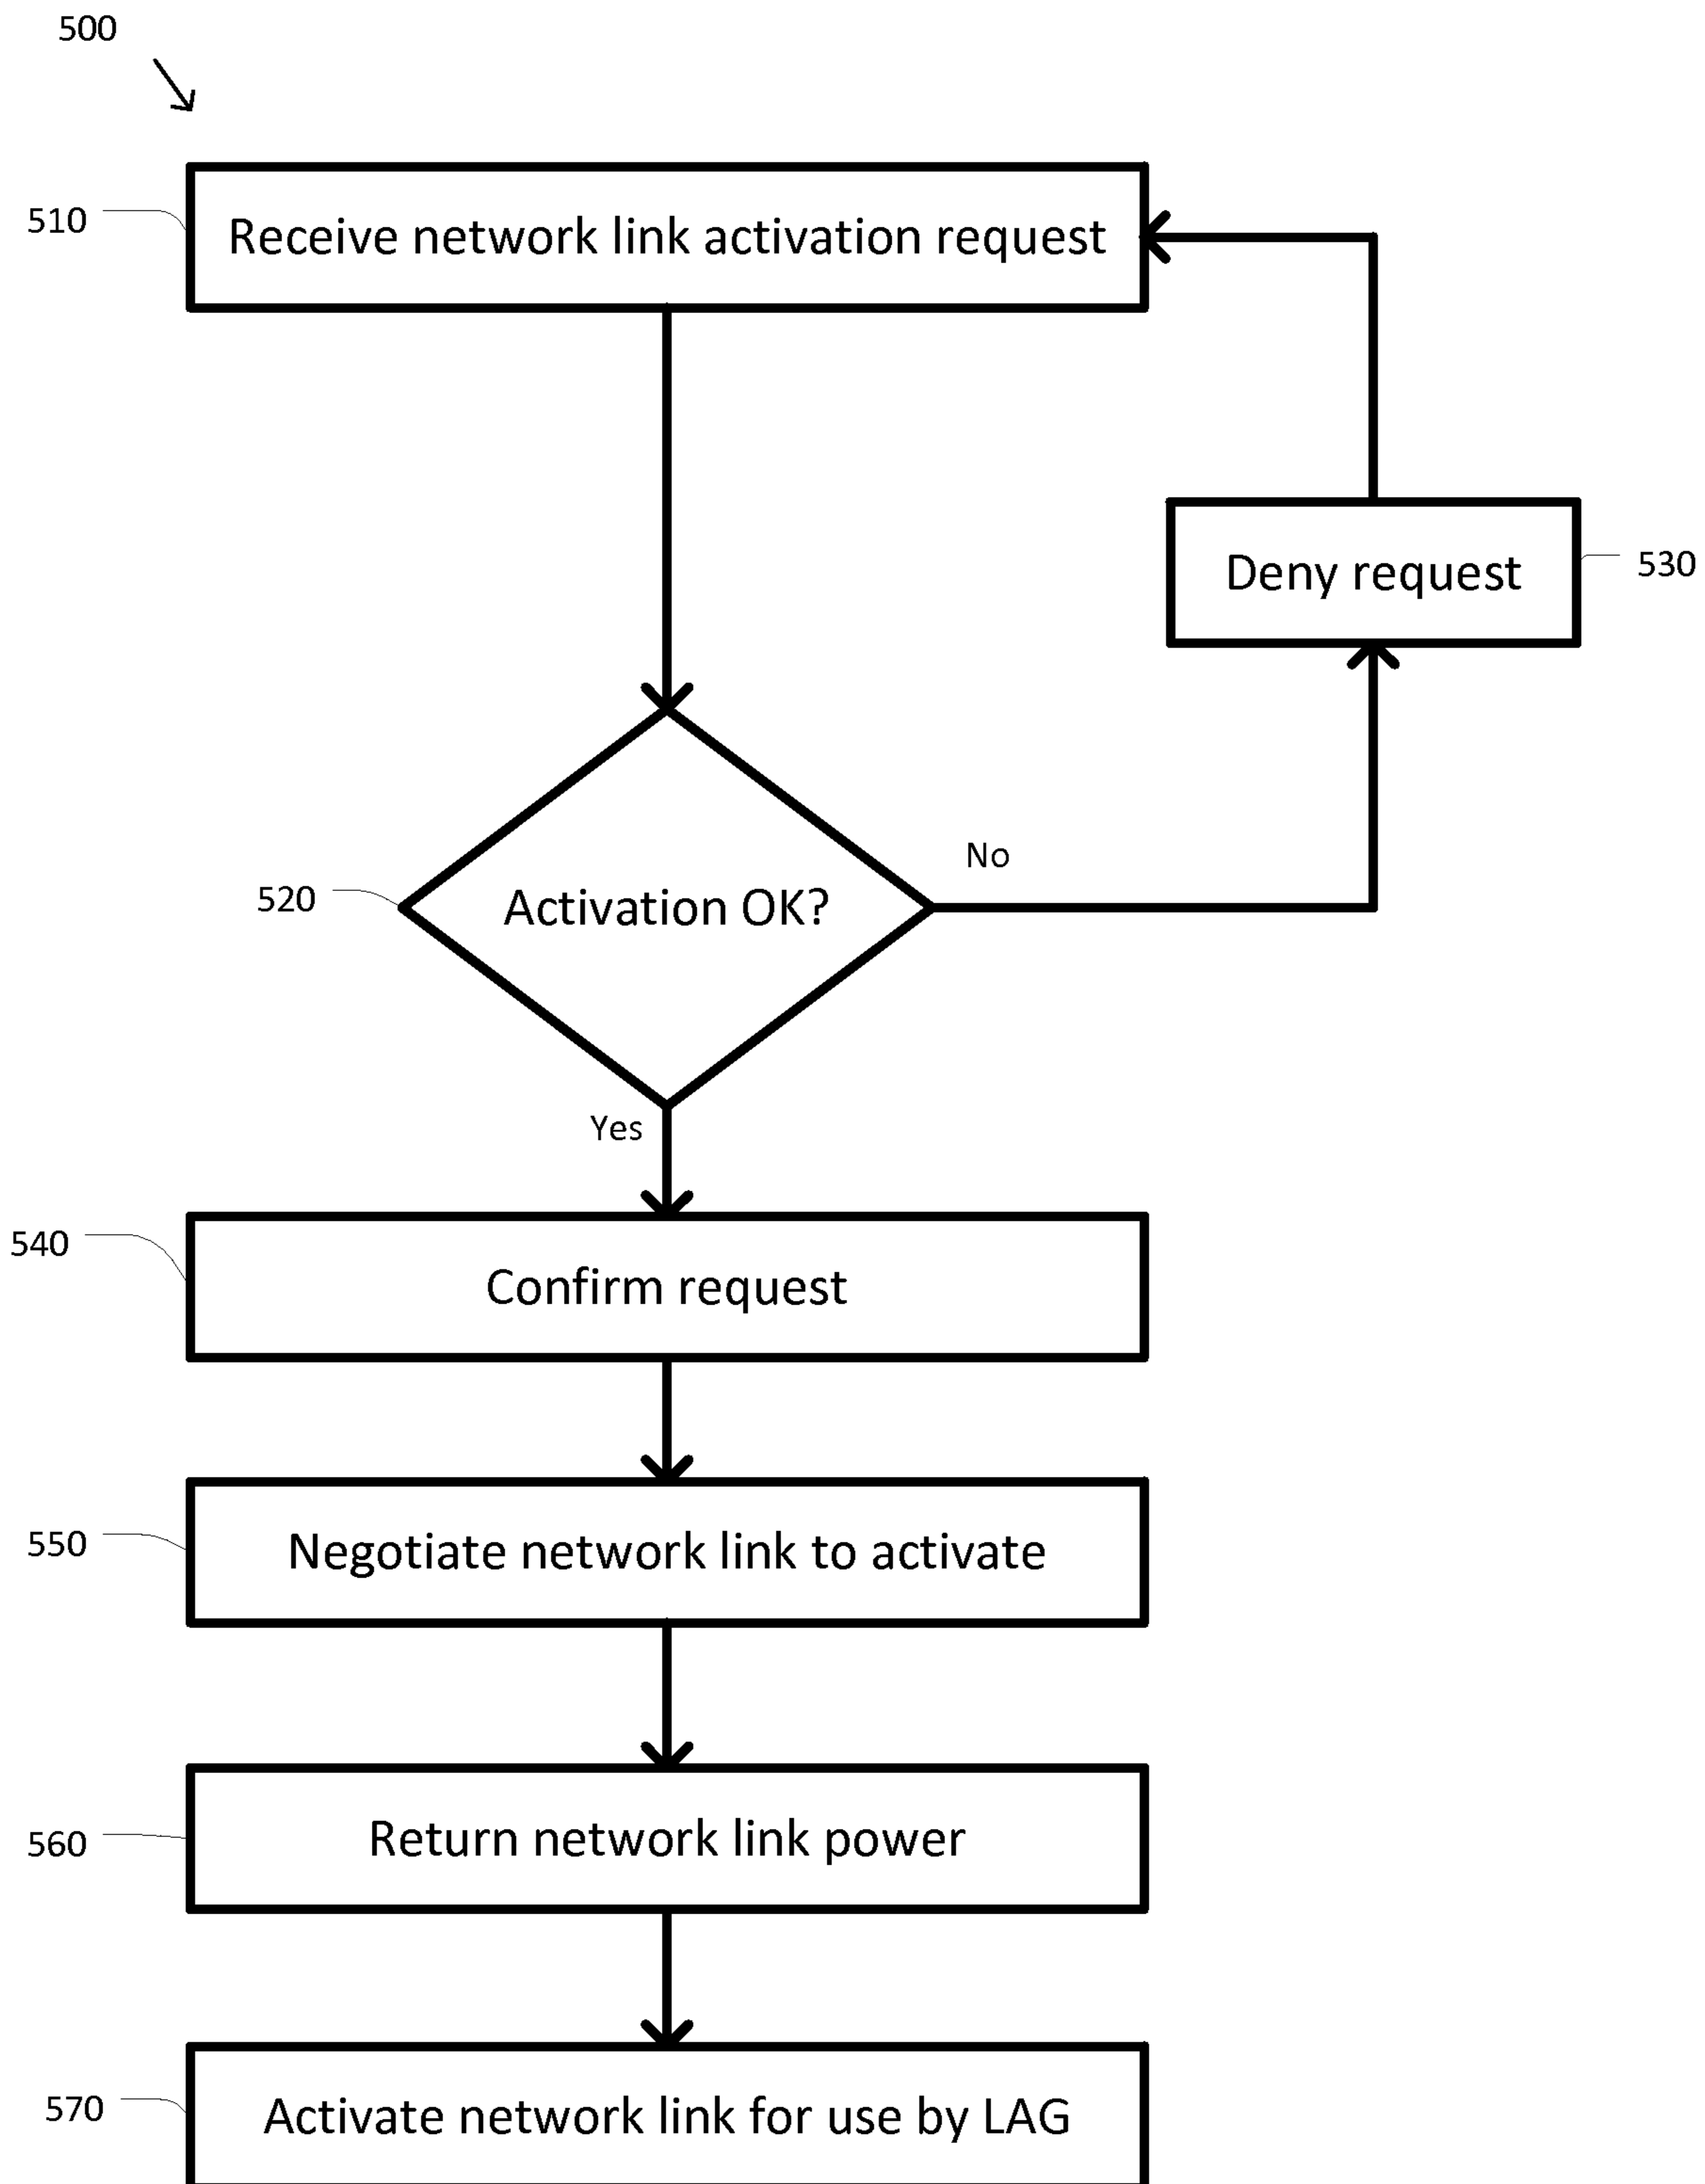 500
510
Receive network link activation request
Deny request
530
No
520
Activation OK?
Yes
540
Confirm request
550
Negotiate network link to activate
560
Return network link power
570
Activate network link for use by LAG